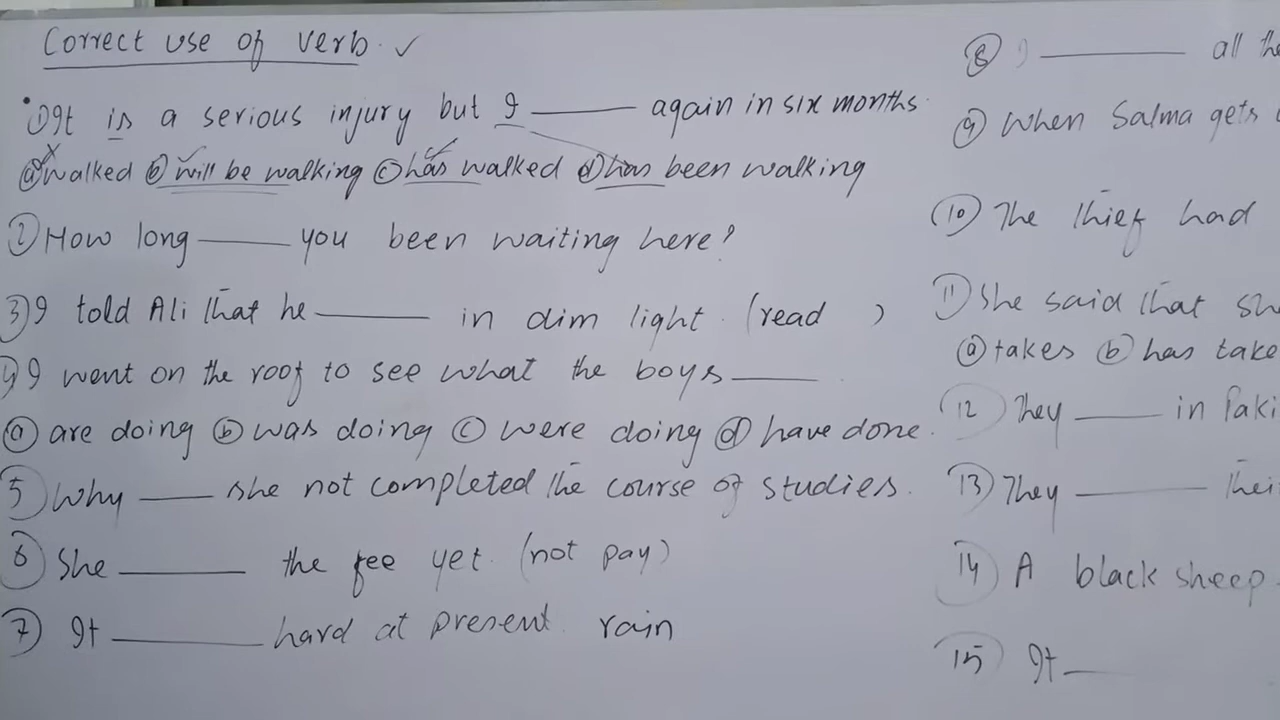 Correct use of verb. ✓
1) It is a serious injury but I ______ again in six months.
a) walked b) will be walking c) has walked d) has been walking
2) How long ______ you been waiting here?
3) I told Ali that he ______ in dim light. (read )
4) I went on the roof to see what the boys ______.
a) are doing b) was doing c) were doing d) have done.
5) Why ______ she not completed the course of studies.
6) She ______ the fee yet. (not pay)
7) It ______ hard at present. rain
8) I ______ all the
9) When Salma gets
10) The thief had
11) She said that
a) takes b) has take
12) They ______ in Paki
13) They ______
14) A black sheep
15) It ______